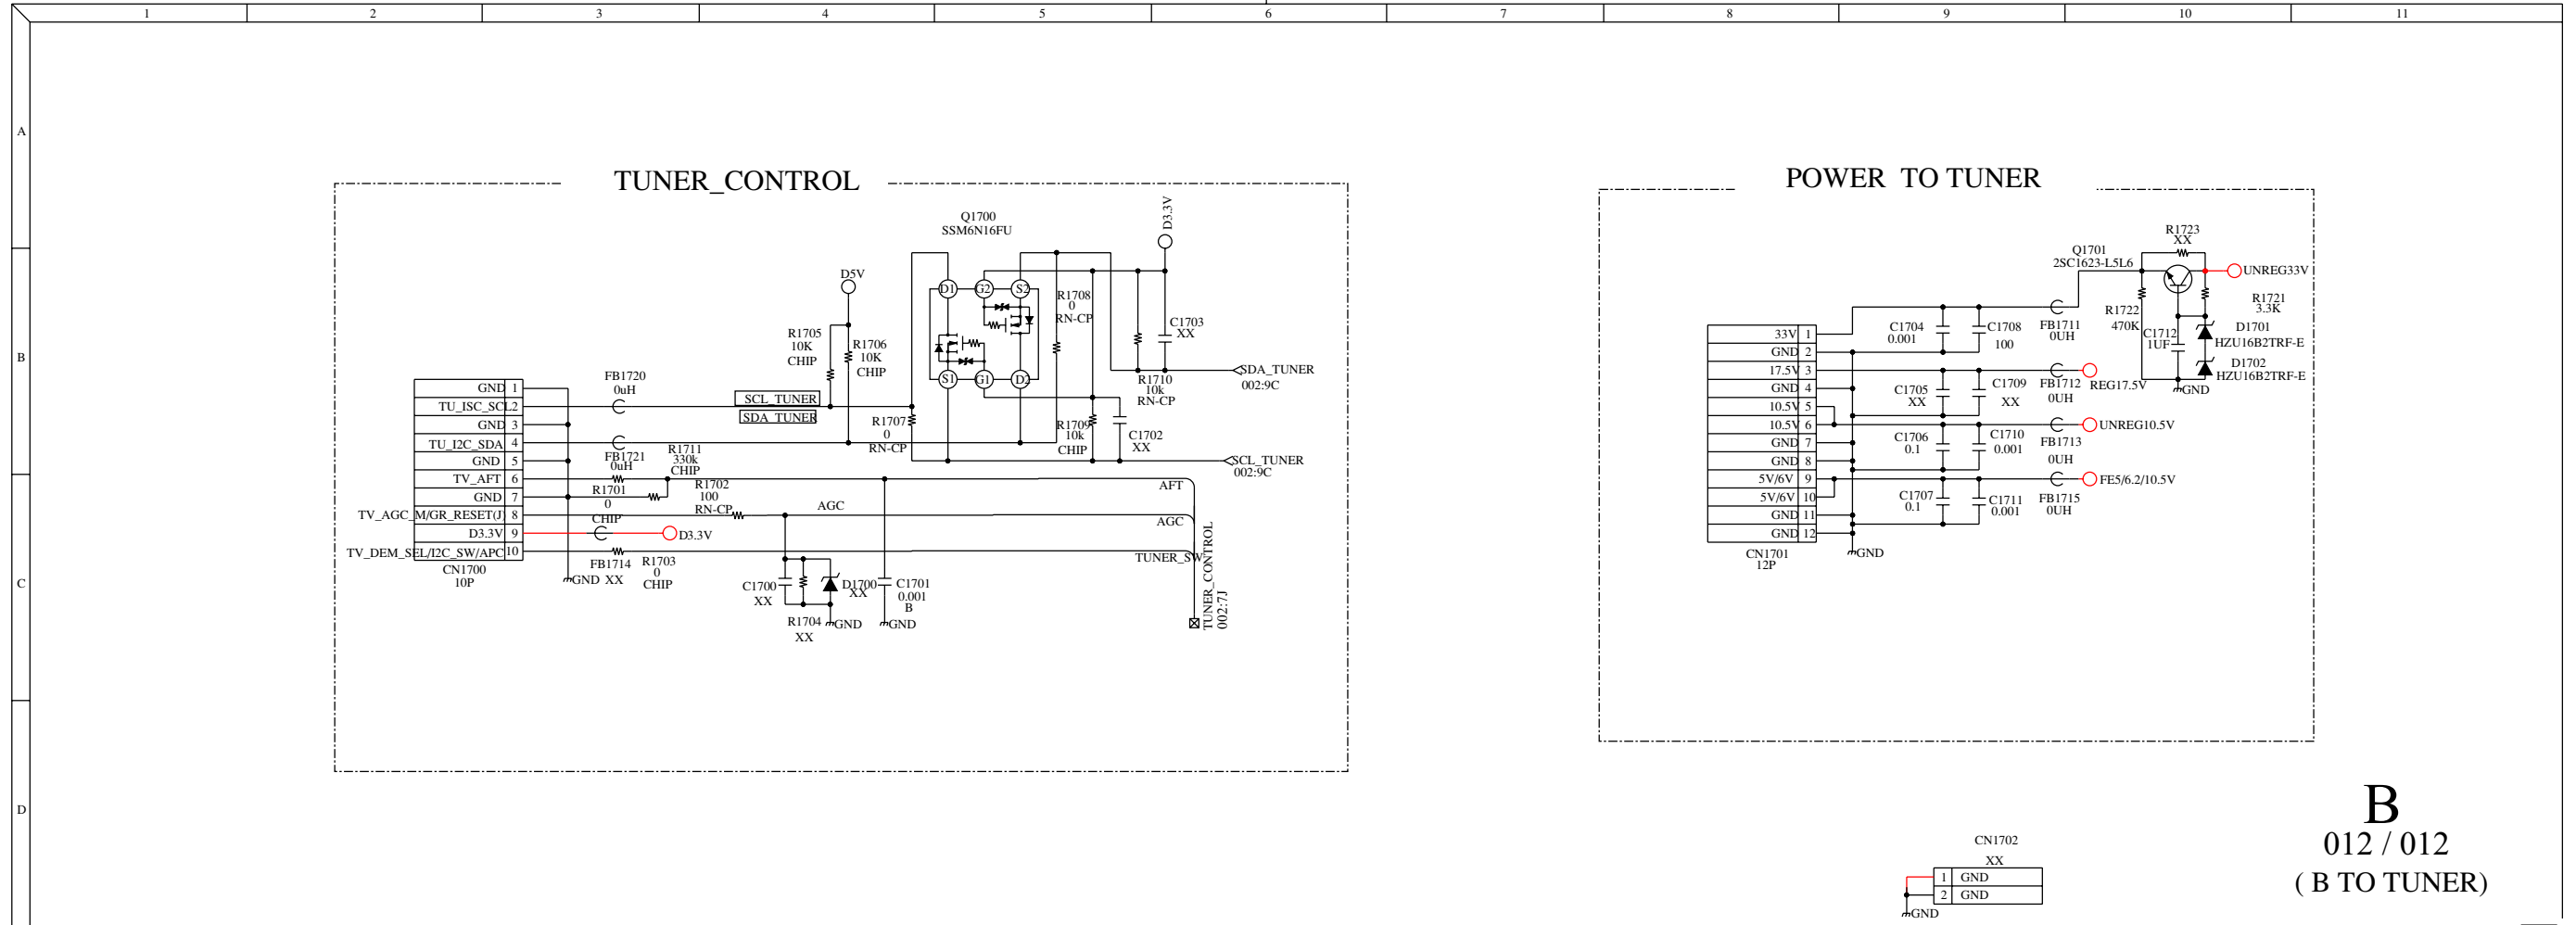 1 2 3 4 5 6 7 8 9 10 11
A
B
C
D
TUNER_CONTROL
Q1700
SSM6N16FU
D3.3V
D5V
D1 G2 S2
S1 G1 D2
R1705
10K
CHIP
R1706
10K
CHIP
R1708
0
RN-CP
C1703
XX
R1710
10k
RN-CP
SDA_TUNER
002:9C
R1707
0
RN-CP
R1709
10k
CHIP
C1702
XX
SCL_TUNER
002:9C
FB1720
0uH
SCL_TUNER
SDA_TUNER
GND 1
TU_ISC_SCL 2
GND 3
TU_I2C_SDA 4
GND 5
TV_AFT 6
GND 7
TV_AGC_M/GR_RESET(J) 8
D3.3V 9
TV_DEM_SEL/I2C_SW/APC 10
CN1700
10P
FB1721
0uH
R1711
330k
CHIP
R1701
0
CHIP
R1702
100
RN-CP
D3.3V
FB1714
XX
R1703
0
CHIP
GND
AGC
AFT
AGC
TUNER_SW
TUNER_CONTROL
002:7J
C1700
XX
R1704
XX
D1700
XX
GND
C1701
0.001
B
GND
POWER TO TUNER
R1723
XX
Q1701
2SC1623-L5L6
UNREG33V
R1721
3.3K
R1722
470K
C1712
1UF
D1701
HZU16B2TRF-E
D1702
HZU16B2TRF-E
GND
33V 1
GND 2
17.5V 3
GND 4
10.5V 5
10.5V 6
GND 7
GND 8
5V/6V 9
5V/6V 10
GND 11
GND 12
CN1701
12P
GND
C1704
0.001
C1708
100
FB1711
0UH
C1705
XX
C1709
XX
FB1712
0UH
REG17.5V
C1706
0.1
C1710
0.001
FB1713
0UH
UNREG10.5V
C1707
0.1
C1711
0.001
FB1715
0UH
FE5/6.2/10.5V
CN1702
XX
1 GND
2 GND
GND
B
012 / 012
( B TO TUNER)